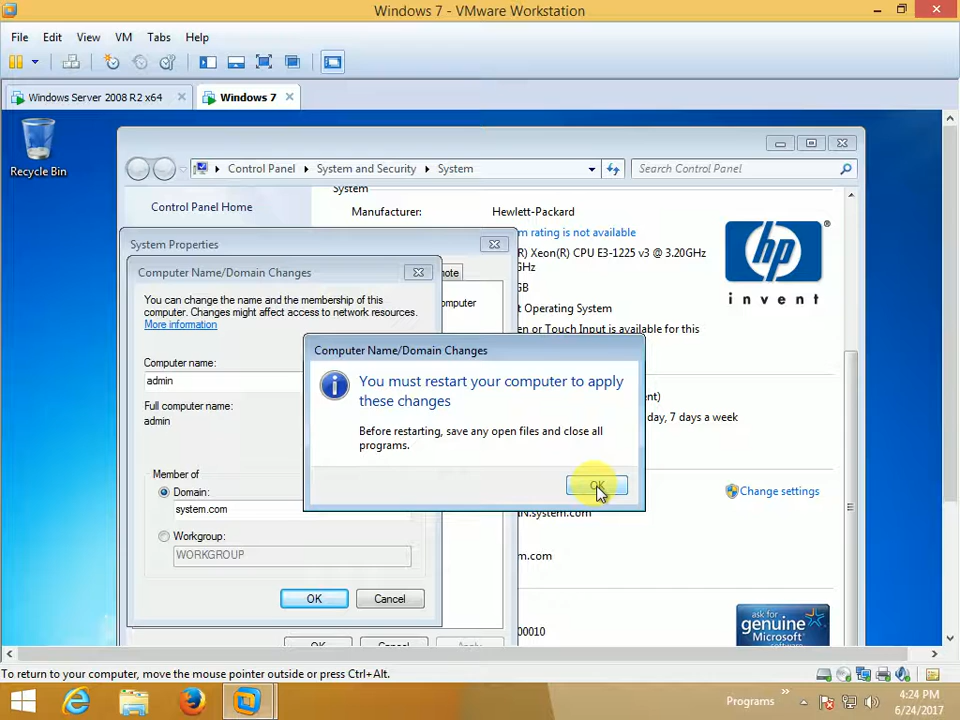 Windows 7 - VMware Workstation
File Edit View VM Tabs Help
Windows Server 2008 R2 x64
Windows 7
Recycle Bin
Control Panel
System and Security
System
Search Control Panel
Control Panel Home
System
Manufacturer: Hewlett-Packard
rating is not available
R) Xeon(R) CPU E3-1225 v3 @ 3.20GHz
GHz
GB
t Operating System
en or Touch Input is available for this
hp
®
invent
System Properties
Computer Name/Domain Changes
You can change the name and the membership of this
computer. Changes might affect access to network resources.
More information
Computer name:
admin
Full computer name:
admin
Member of
Domain:
system.com
Workgroup:
WORKGROUP
OK
Cancel
Computer Name/Domain Changes
You must restart your computer to apply
these changes
Before restarting, save any open files and close all
programs.
OK
day, 7 days a week
Change settings
.system.com
m.com
00010
ask for
genuine
Microsoft
OK
Cancel
Apply
To return to your computer, move the mouse pointer outside or press Ctrl+Alt.
Programs
4:24 PM
6/24/2017